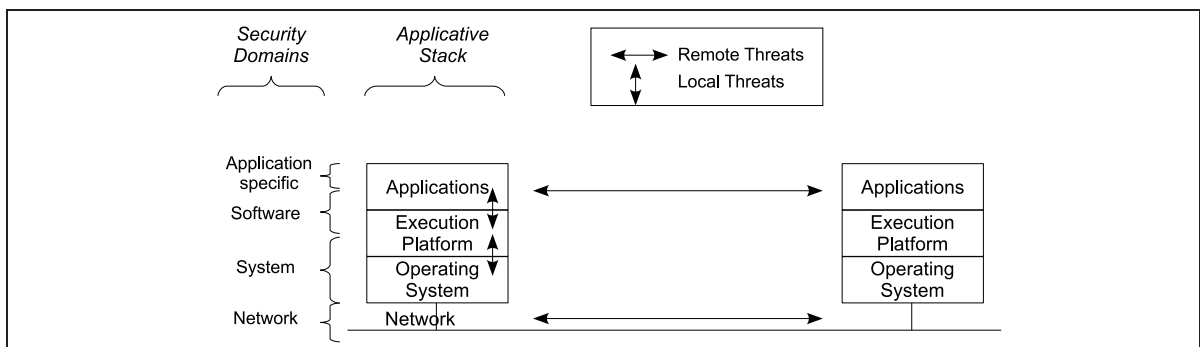 Security
Domains
Applicative
Stack
Remote Threats
Local Threats
Application
specific
Software
System
Network
Applications
Execution
Platform
Operating
System
Network
Applications
Execution
Platform
Operating
System